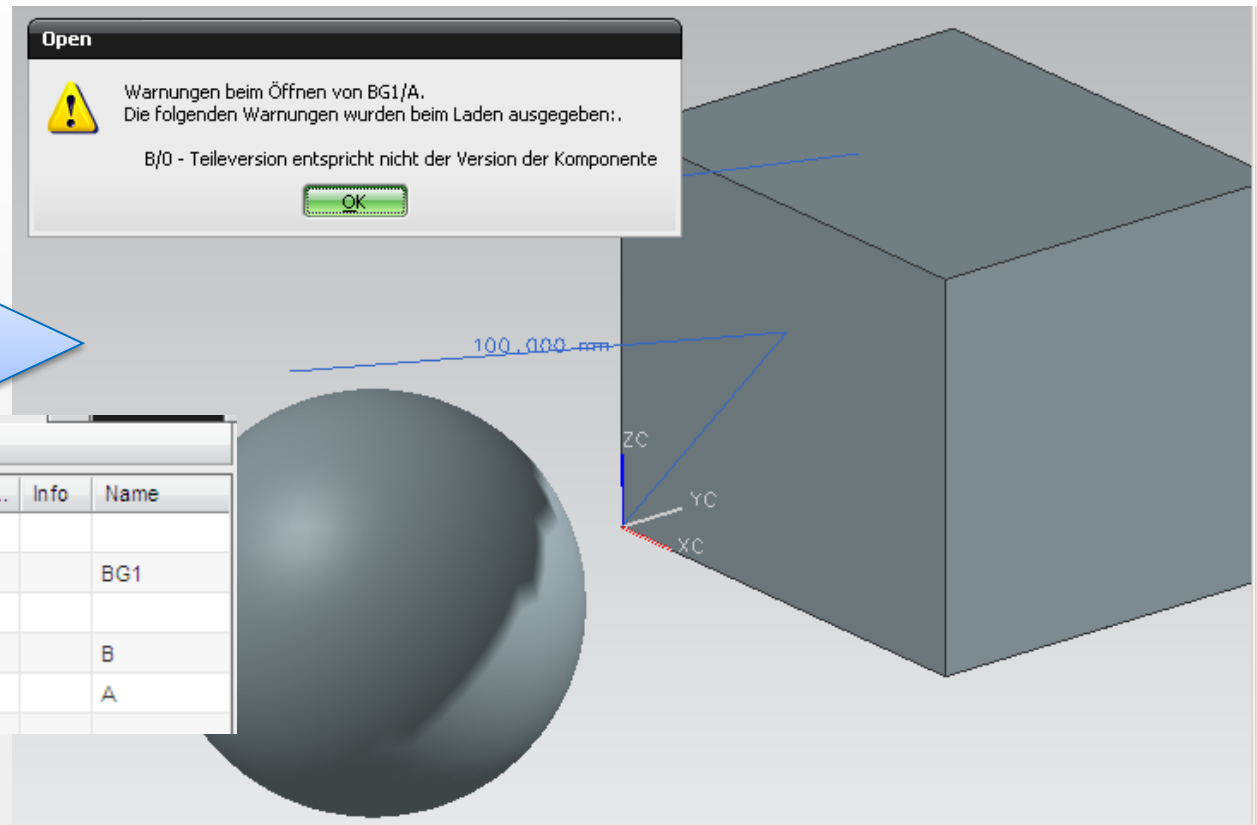 Open
Warnungen beim Öffnen von BG1/A.
Die folgenden Warnungen wurden beim Laden ausgegeben:.
B/0 - Teileversion entspricht nicht der Version der Komponente
OK
100.000 mm
ZC
YC
XC
.. Info Name
BG1
B
A